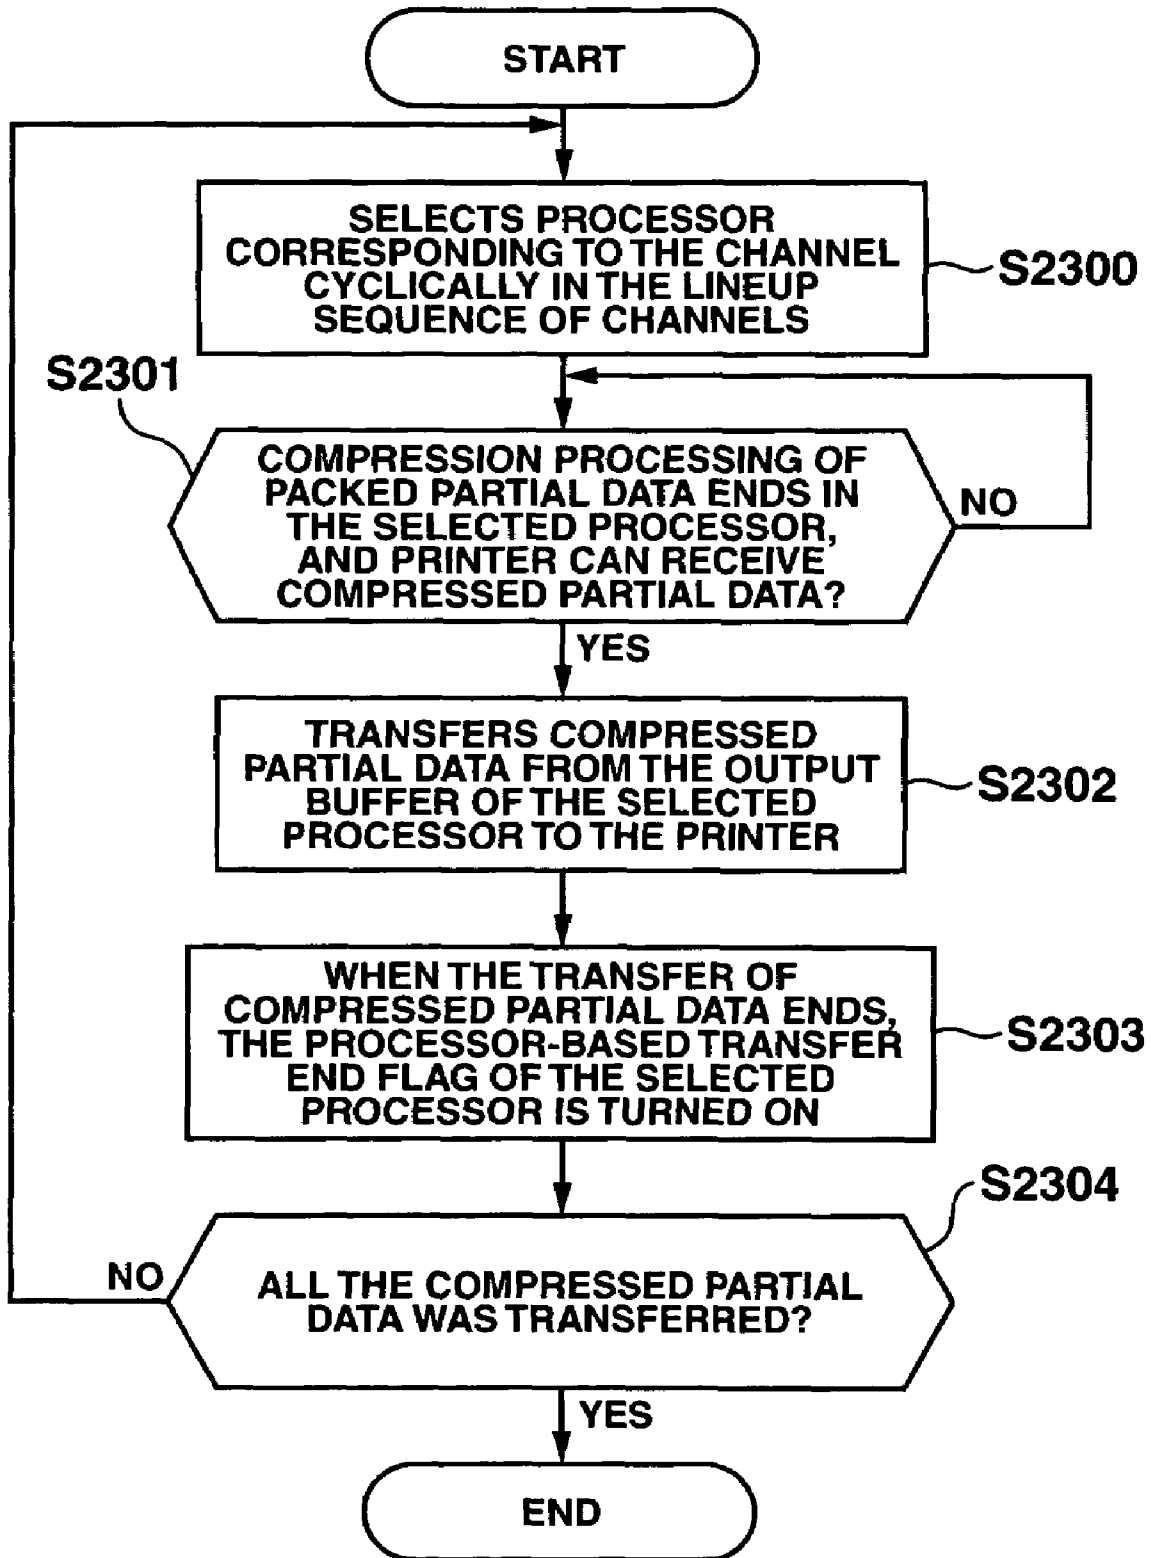 START
SELECTS PROCESSOR
CORRESPONDING TO THE CHANNEL
CYCLICALLY IN THE LINEUP
SEQUENCE OF CHANNELS
S2300
S2301
COMPRESSION PROCESSING OF
PACKED PARTIAL DATA ENDS IN
THE SELECTED PROCESSOR,
AND PRINTER CAN RECEIVE
COMPRESSED PARTIAL DATA?
NO
YES
TRANSFERS COMPRESSED
PARTIAL DATA FROM THE OUTPUT
BUFFER OF THE SELECTED
PROCESSOR TO THE PRINTER
S2302
WHEN THE TRANSFER OF
COMPRESSED PARTIAL DATA ENDS,
THE PROCESSOR-BASED TRANSFER
END FLAG OF THE SELECTED
PROCESSOR IS TURNED ON
S2303
S2304
NO
ALL THE COMPRESSED PARTIAL
DATA WAS TRANSFERRED?
YES
END